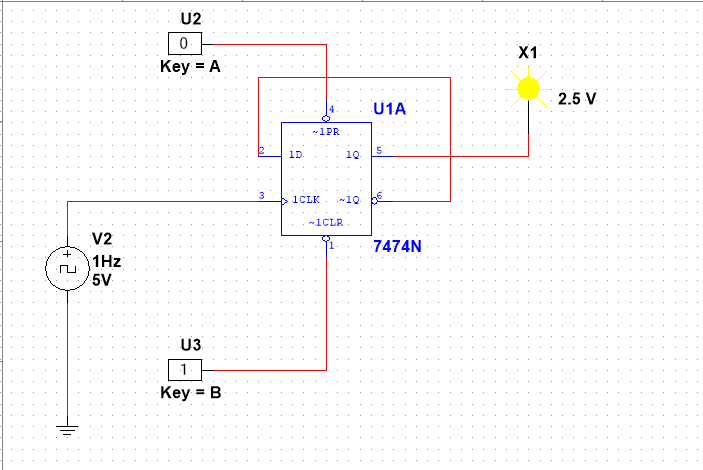 U2
0
Key = A
X1
2.5 V
4
U1A
~1PR
2
1D
1Q
5
3
1CLK
~1Q
6
~1CLR
1
7474N
V2
1Hz
5V
U3
1
Key = B